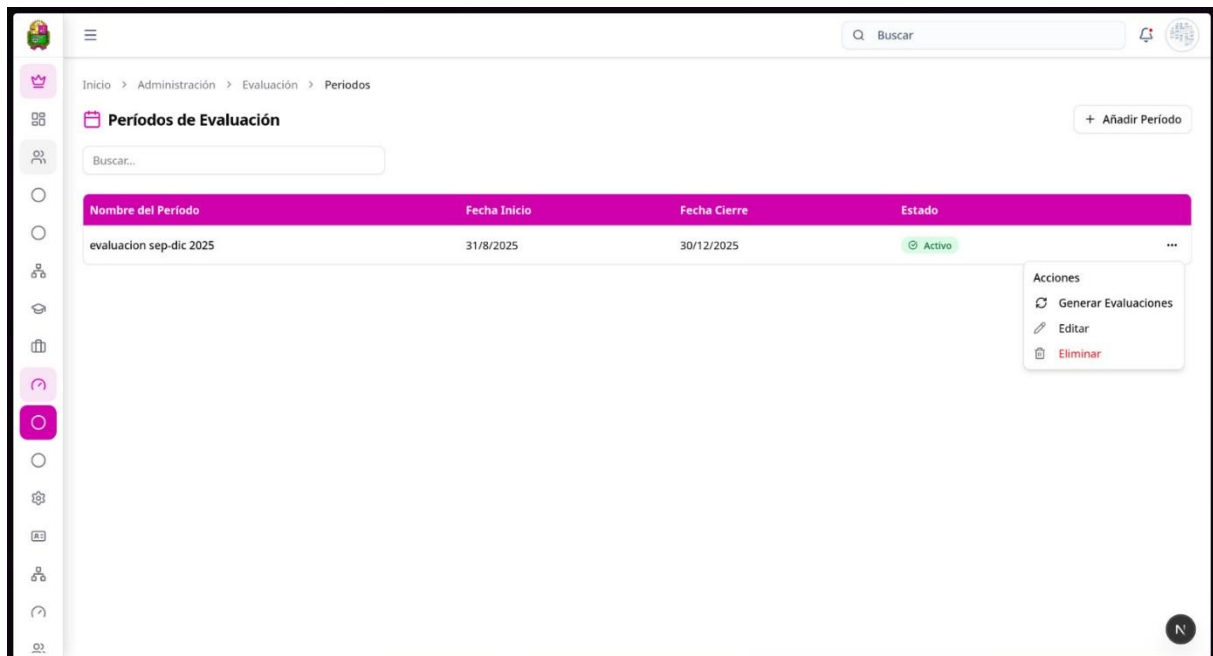 Buscar
Inicio > Administración > Evaluación > Periodos
Períodos de Evaluación
+ Añadir Período
Buscar...
Nombre del Período Fecha Inicio Fecha Cierre Estado
evaluacion sep-dic 2025 31/8/2025 30/12/2025 Activo
Acciones
Generar Evaluaciones
Editar
Eliminar
N